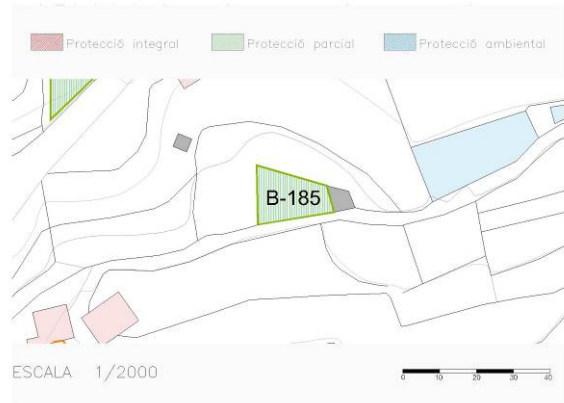 Protecció integral Protecció parcial Protecció ambiental
B-185
ESCALA 1/2000
0 10 20 30 40